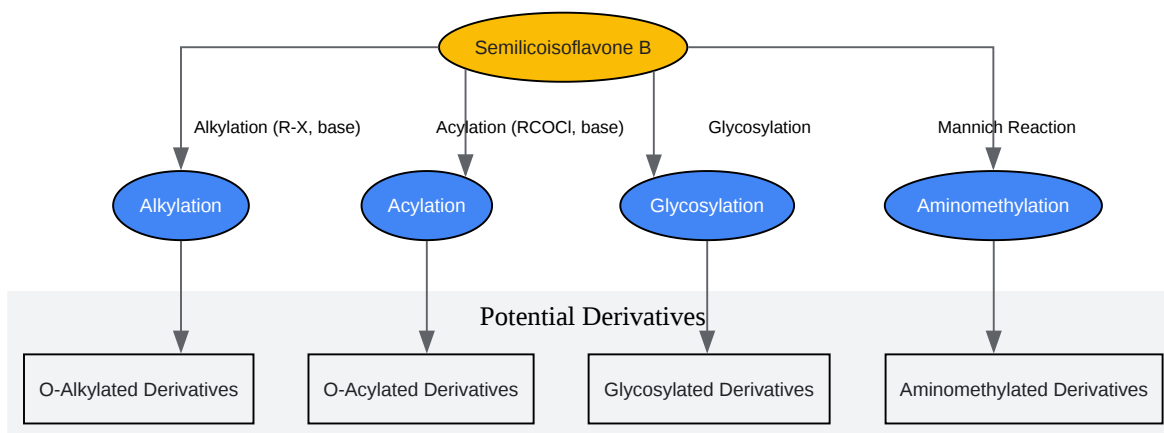 Semilicoisoflavone B
Alkylation (R-X, base)
Acylation (RCOCl, base)
Glycosylation
Mannich Reaction
Alkylation
Acylation
Glycosylation
Aminomethylation
Potential Derivatives
O-Alkylated Derivatives
O-Acylated Derivatives
Glycosylated Derivatives
Aminomethylated Derivatives